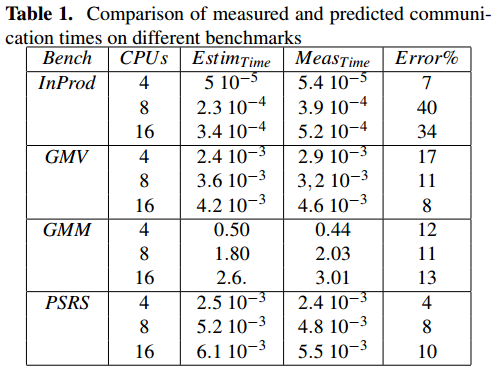 Table 1. Comparison of measured and predicted communi-
cation times on different benchmarks
Bench CPUs Estim_Time Meas_Time Error%
InProd 4 5 10^−5 5.4 10^−5 7
8 2.3 10^−4 3.9 10^−4 40
16 3.4 10^−4 5.2 10^−4 34
GMV 4 2.4 10^−3 2.9 10^−3 17
8 3.6 10^−3 3,2 10^−3 11
16 4.2 10^−3 4.6 10^−3 8
GMM 4 0.50 0.44 12
8 1.80 2.03 11
16 2.6. 3.01 13
PSRS 4 2.5 10^−3 2.4 10^−3 4
8 5.2 10^−3 4.8 10^−3 8
16 6.1 10^−3 5.5 10^−3 10